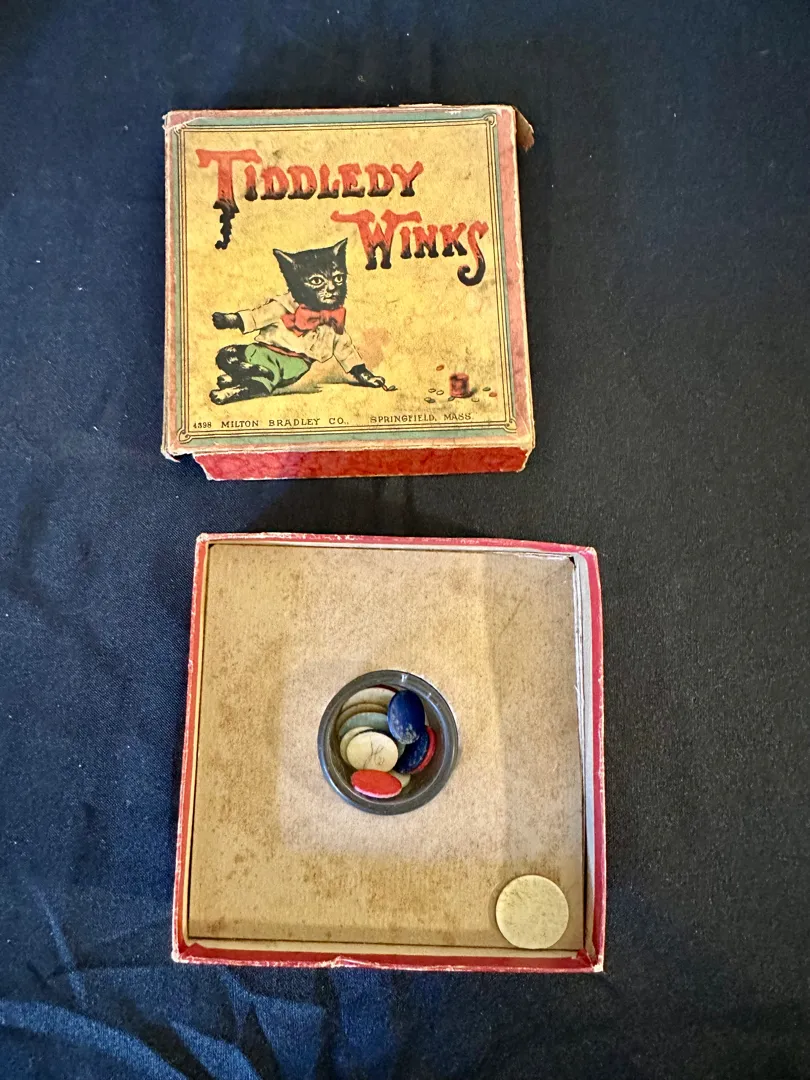 TIDDLEDY
WINKS
4398 MILTON BRADLEY CO., SPRINGFIELD, MASS.